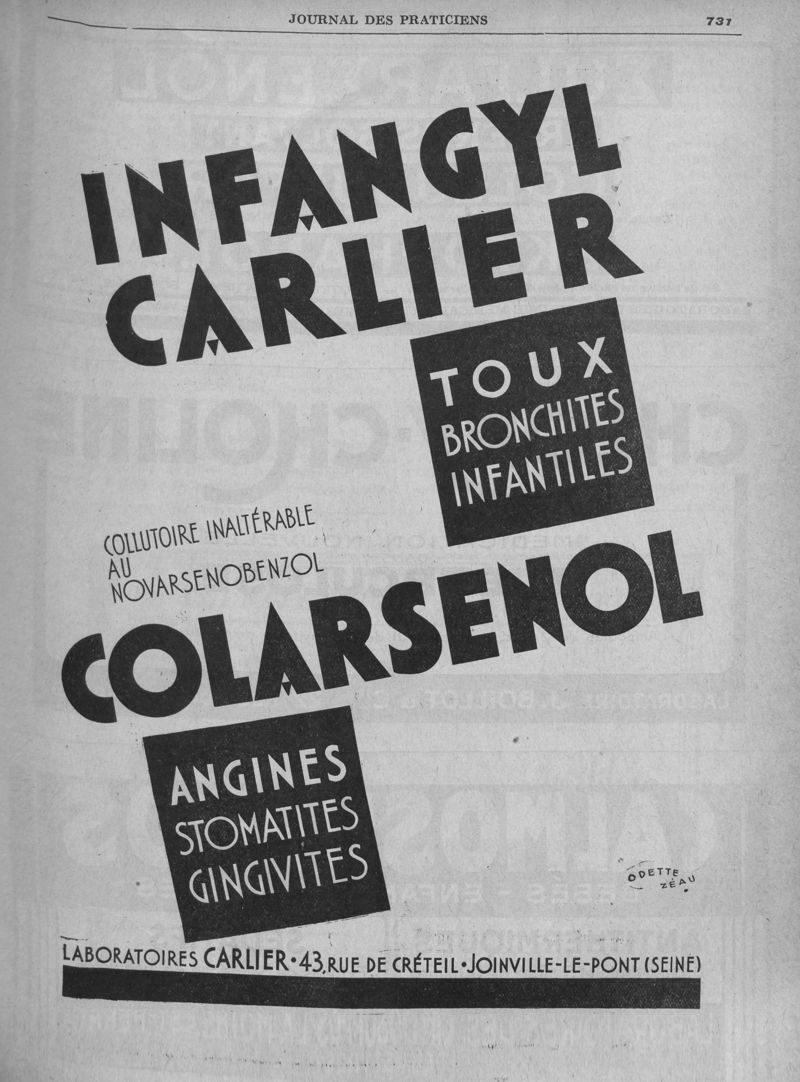 JOURNAL DES PRATICIENS
731
INFANGYL
CARLIER
TOUX
BRONCHITES
INFANTILES
COLLUTOIRE INALTÉRABLE
AU
NOVARSENOBENZOL
COLARSENOL
ANGINES
STOMATITES
GINGIVITES
ODETTE
ZÉAU
LABORATOIRES CARLIER • 43, RUE DE CRÉTEIL • JOINVILLE-LE-PONT (SEINE)